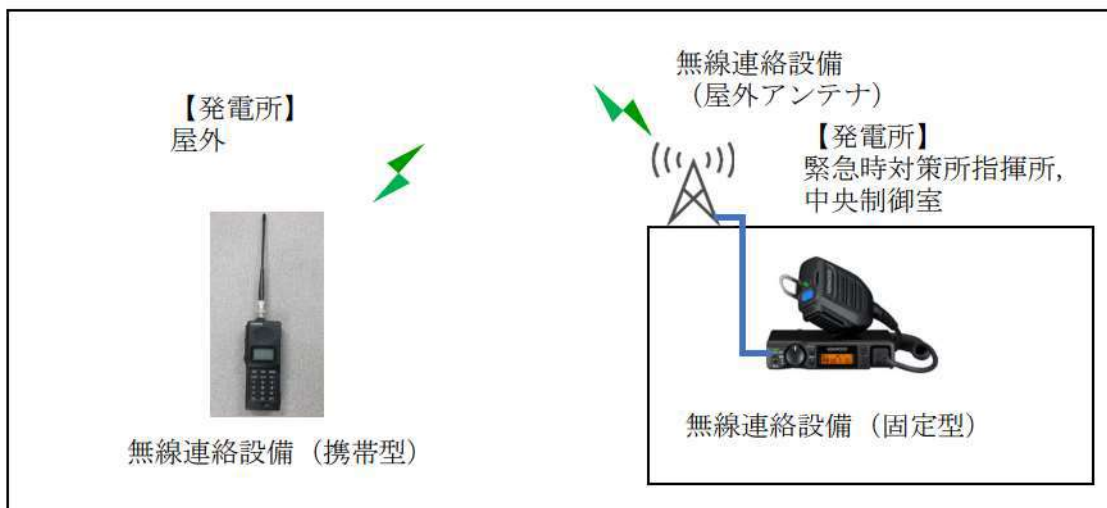 【発電所】
屋外
無線連絡設備（携帯型）
無線連絡設備
（屋外アンテナ）
【発電所】
緊急時対策所指揮所，
中央制御室
無線連絡設備（固定型）